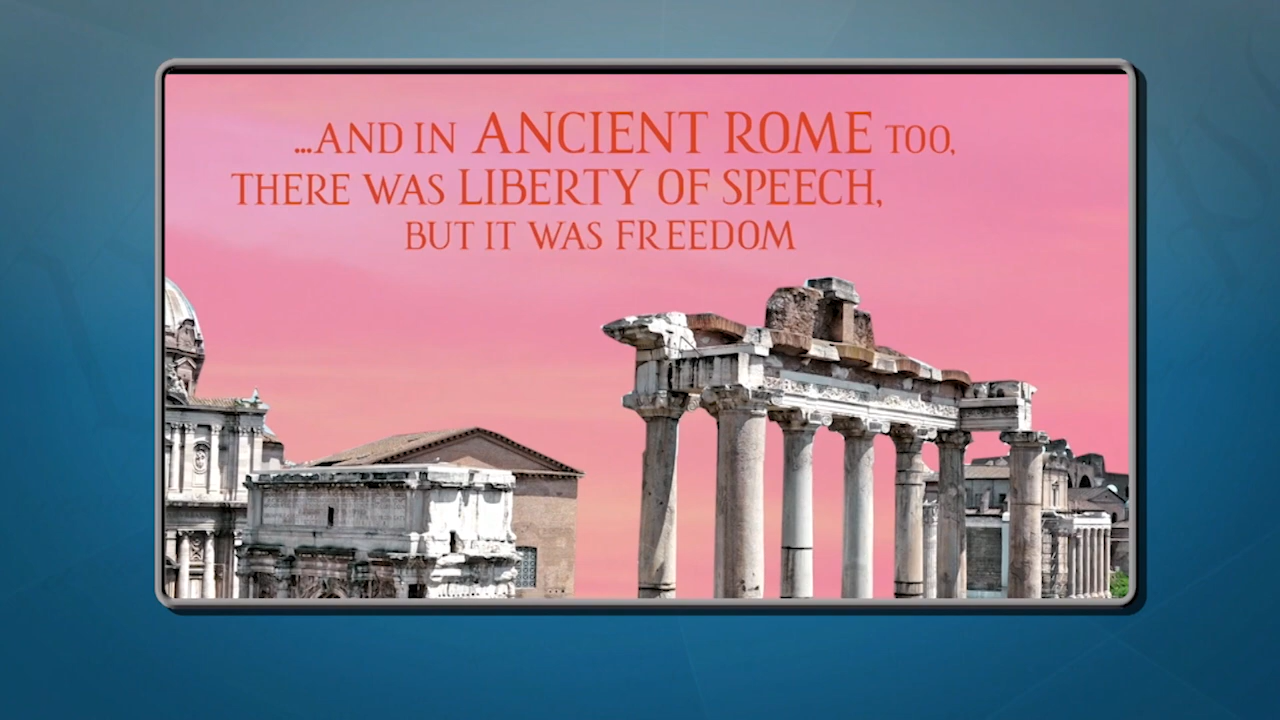 ...AND IN ANCIENT ROME TOO,
THERE WAS LIBERTY OF SPEECH,
BUT IT WAS FREEDOM